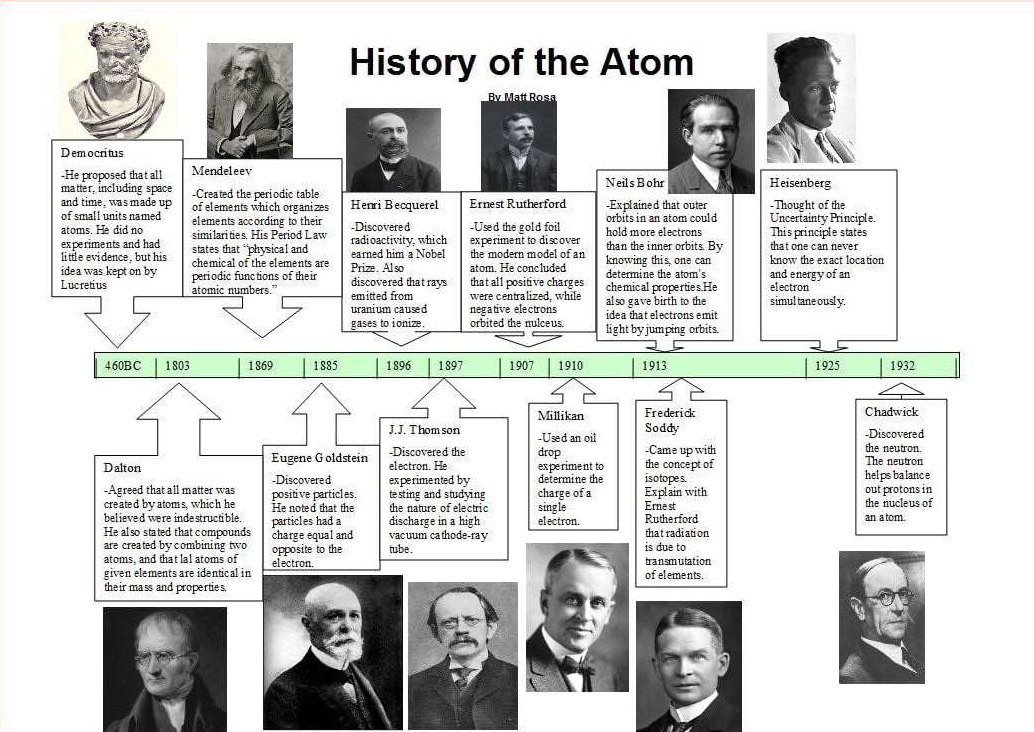 History of the Atom
By Matt Rosa
Democritus
-He proposed that all
matter, including space
and time, was made up
of small units named
atoms. He did no
experiments and had
little evidence, but his
idea was kept on by
Lucretius
Mendeleev
-Created the periodic table
of elements which organizes
elements according to their
similarities. His Period Law
states that “physical and
chemical of the elements are
periodic functions of their
atomic numbers.”
Henri Becquerel
-Discovered
radioactivity, which
earned him a Nobel
Prize. Also
discovered that rays
emitted from
uranium caused
gases to ionize.
Ernest Rutherford
-Used the gold foil
experiment to discover
the modern model of an
atom. He concluded
that all positive charges
were centralized, while
negative electrons
orbited the nulceus.
Neils Bohr
-Explained that outer
orbits in an atom could
hold more electrons
than the inner orbits. By
knowing this, one can
determine the atom's
chemical properties.He
also gave birth to the
idea that electrons emit
light by jumping orbits.
Heisenberg
-Thought of the
Uncertainty Principle.
This principle states
that one can never
know the exact location
and energy of an
electron
simultaneously.
460BC 1803 1869 1885 1896 1897 1907 1910 1913 1925 1932
Dalton
-Agreed that all matter was
created by atoms, which he
believed were indestructible.
He also stated that compounds
are created by combining two
atoms, and that lal atoms of
given elements are identical in
their mass and properties.
Eugene Goldstein
-Discovered
positive particles.
He noted that the
particles had a
charge equal and
opposite to the
electron.
J.J. Thomson
-Discovered the
electron. He
experimented by
testing and studying
the nature of electric
discharge in a high
vacuum cathode-ray
tube.
Millikan
-Used an oil
drop
experiment to
determine the
charge of a
single
electron.
Frederick
Soddy
-Came up with
the concept of
isotopes.
Explain with
Ernest
Rutherford
that radiation
is due to
transmutation
of elements.
Chadwick
-Discovered
the neutron.
The neutron
helps balance
out protons in
the nucleus of
an atom.